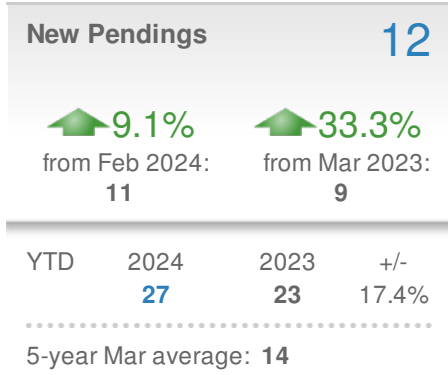 New Pendings 12
9.1% 33.3%
from Feb 2024: from Mar 2023:
11 9
YTD 2024 2023 +/-
27 23 17.4%
5-year Mar average: 14